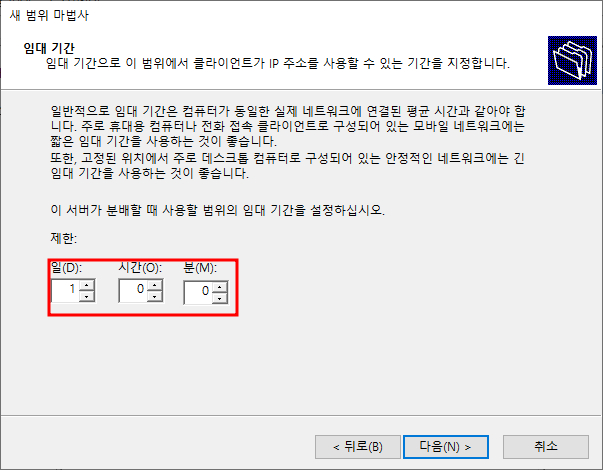 새 범위 마법사
임대 기간
임대 기간으로 이 범위에서 클라이언트가 IP 주소를 사용할 수 있는 기간을 지정합니다.
일반적으로 임대 기간은 컴퓨터가 동일한 실제 네트워크에 연결된 평균 시간과 같아야 합
니다. 주로 휴대용 컴퓨터나 전화 접속 클라이언트로 구성되어 있는 모바일 네트워크에는
짧은 임대 기간을 사용하는 것이 좋습니다.
또한, 고정된 위치에서 주로 데스크톱 컴퓨터로 구성되어 있는 안정적인 네트워크에는 긴
임대 기간을 사용하는 것이 좋습니다.
이 서버가 분배할 때 사용할 범위의 임대 기간을 설정하십시오.
제한:
일(D): 시간(O): 분(M):
1 0 0
< 뒤로(B) 다음(N) > 취소